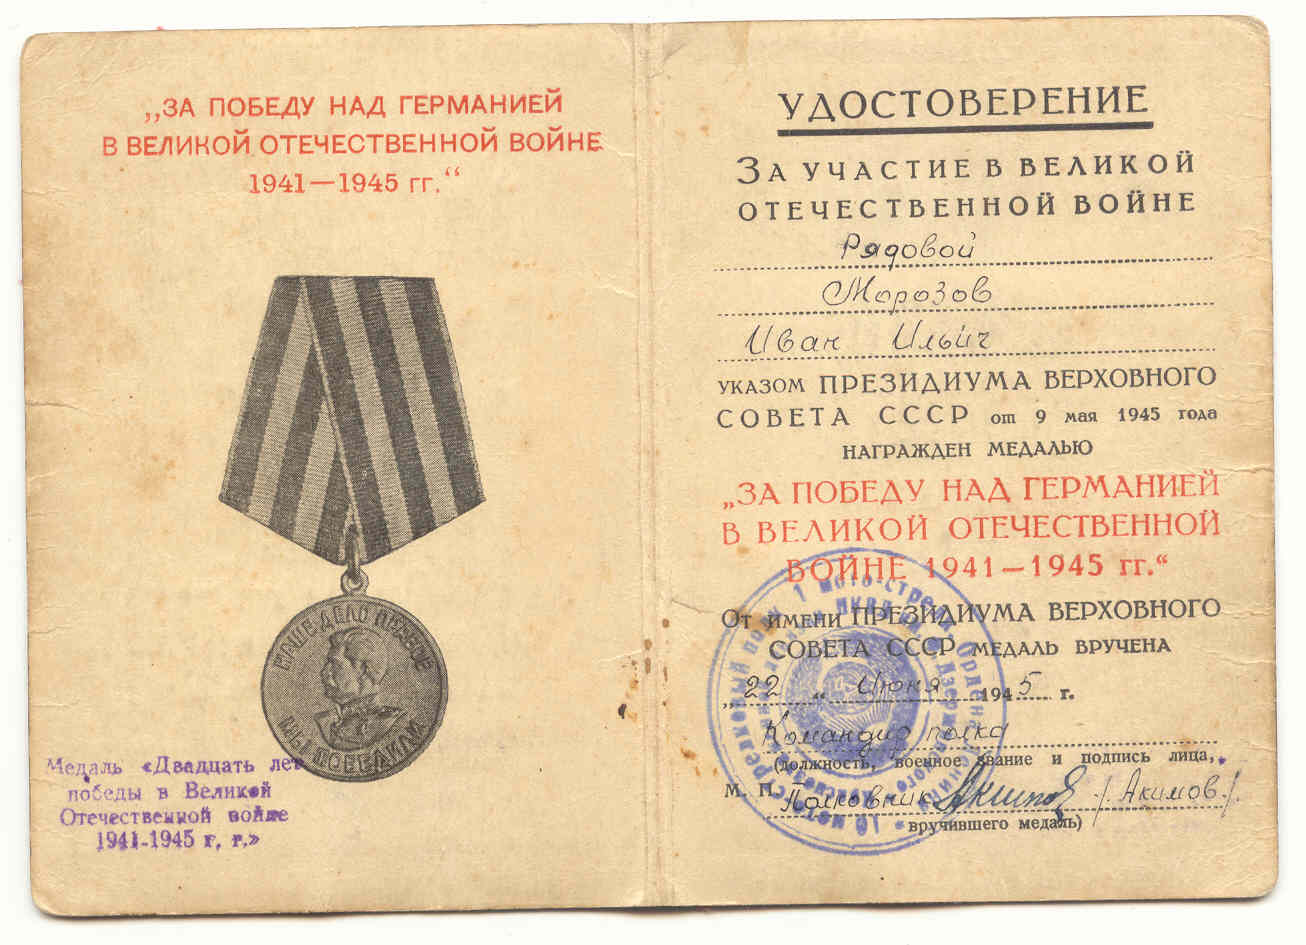 „ЗА ПОБЕДУ НАД ГЕРМАНИЕЙ
В ВЕЛИКОЙ ОТЕЧЕСТВЕННОЙ ВОЙНЕ
1941—1945 гг.“
НАШЕ ДЕЛО ПРАВОЕ
МЫ ПОБЕДИЛИ
Медаль «Двадцать лет
победы в Великой
Отечественной войне
1941-1945 г. г.»
УДОСТОВЕРЕНИЕ
ЗА УЧАСТИЕ В ВЕЛИКОЙ
ОТЕЧЕСТВЕННОЙ ВОЙНЕ
Рядовой
Морозов
Иван Ильич
УКАЗОМ ПРЕЗИДИУМА ВЕРХОВНОГО
СОВЕТА СССР от 9 мая 1945 года
НАГРАЖДЕН МЕДАЛЬЮ
„ЗА ПОБЕДУ НАД ГЕРМАНИЕЙ
В ВЕЛИКОЙ ОТЕЧЕСТВЕННОЙ
ВОЙНЕ 1941—1945 гг.“
ОТ ИМЕНИ ПРЕЗИДИУМА ВЕРХОВНОГО
СОВЕТА СССР МЕДАЛЬ ВРУЧЕНА
„22 “ Июня 1945 г.
Командир полка
(должность, военное звание и подпись лица,
М. П. Полковник Акимов /Акимов/.
вручившего медаль)